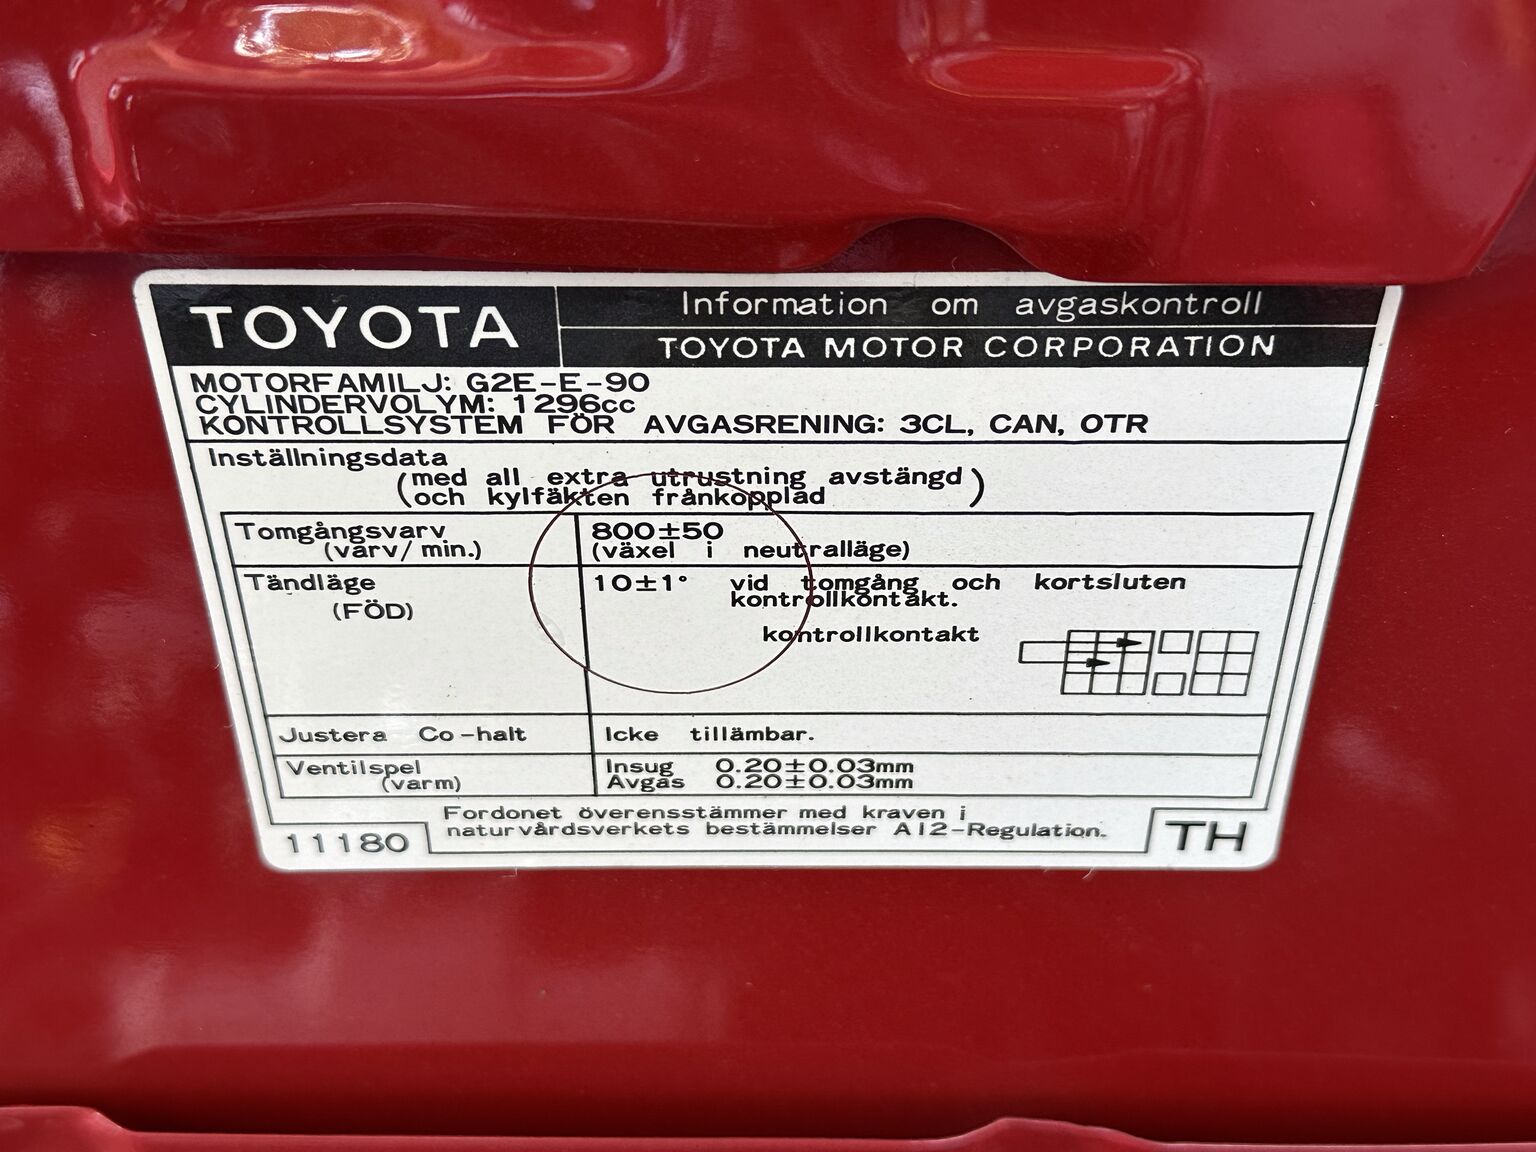 TOYOTA
Information om avgaskontroll
TOYOTA MOTOR CORPORATION
MOTORFAMILJ: G2E-E-90
CYLINDERVOLYM: 1296cc
KONTROLLSYSTEM FÖR AVGASRENING: 3CL, CAN, OTR
Inställningsdata
(med all extra utrustning avstängd
och kylfäkten frånkopplad)
Tomgångsvarv
(varv/min.)
800±50
(växel i neutralläge)
Tändläge
(FÖD)
10±1° vid tomgång och kortsluten
kontrollkontakt.
kontrollkontakt
Justera Co-halt
Icke tillämbar.
Ventilspel
(varm)
Insug 0.20±0.03mm
Avgas 0.20±0.03mm
Fordonet överensstämmer med kraven i
naturvårdsverkets bestämmelser A12-Regulation.
11180
TH